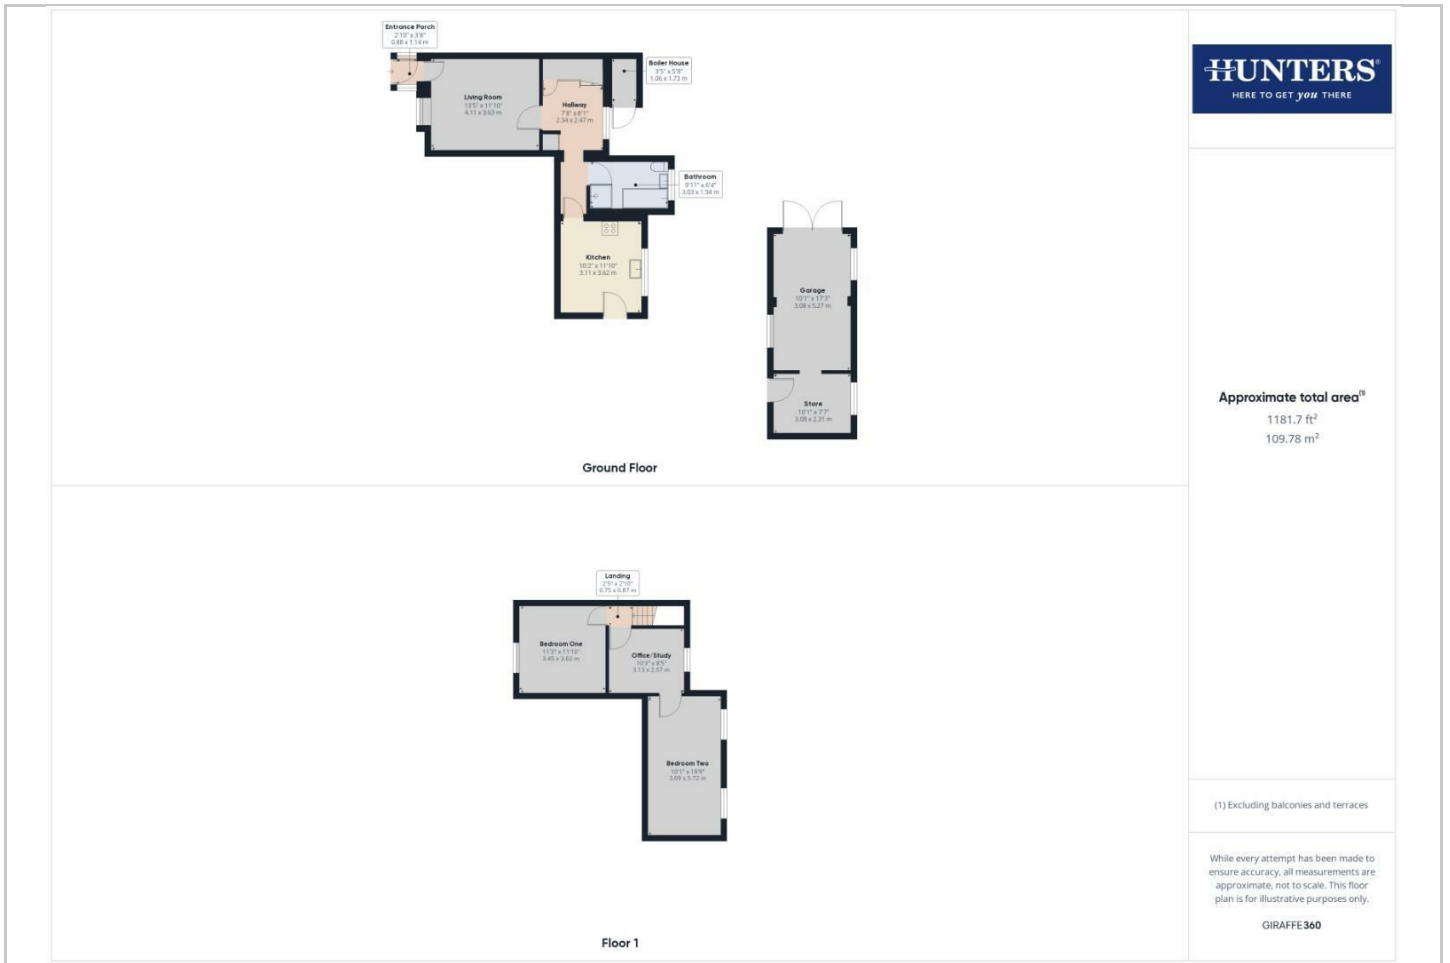 Entrance Porch
2'10" x 3'8"
0.88 x 1.14 m
Boiler House
3'5" x 5'8"
1.06 x 1.73 m
Living Room
13'5" x 11'10"
4.11 x 3.63 m
Hallway
7'8" x 8'1"
2.34 x 2.47 m
Bathroom
9'11" x 6'4"
3.03 x 1.94 m
Kitchen
10'2" x 11'10"
3.11 x 3.62 m
Garage
10'1" x 17'3"
3.08 x 5.27 m
Store
10'1" x 7'7"
3.08 x 2.31 m
Ground Floor
Landing
2'5" x 2'10"
0.75 x 0.87 m
Bedroom One
11'3" x 11'10"
3.45 x 3.62 m
Office/Study
10'3" x 8'5"
3.13 x 2.57 m
Bedroom Two
10'1" x 18'9"
3.09 x 5.72 m
Floor 1
HUNTERS®
HERE TO GET you THERE
Approximate total area(1)
1181.7 ft²
109.78 m²
(1) Excluding balconies and terraces
While every attempt has been made to
ensure accuracy, all measurements are
approximate, not to scale. This floor
plan is for illustrative purposes only.
GIRAFFE360